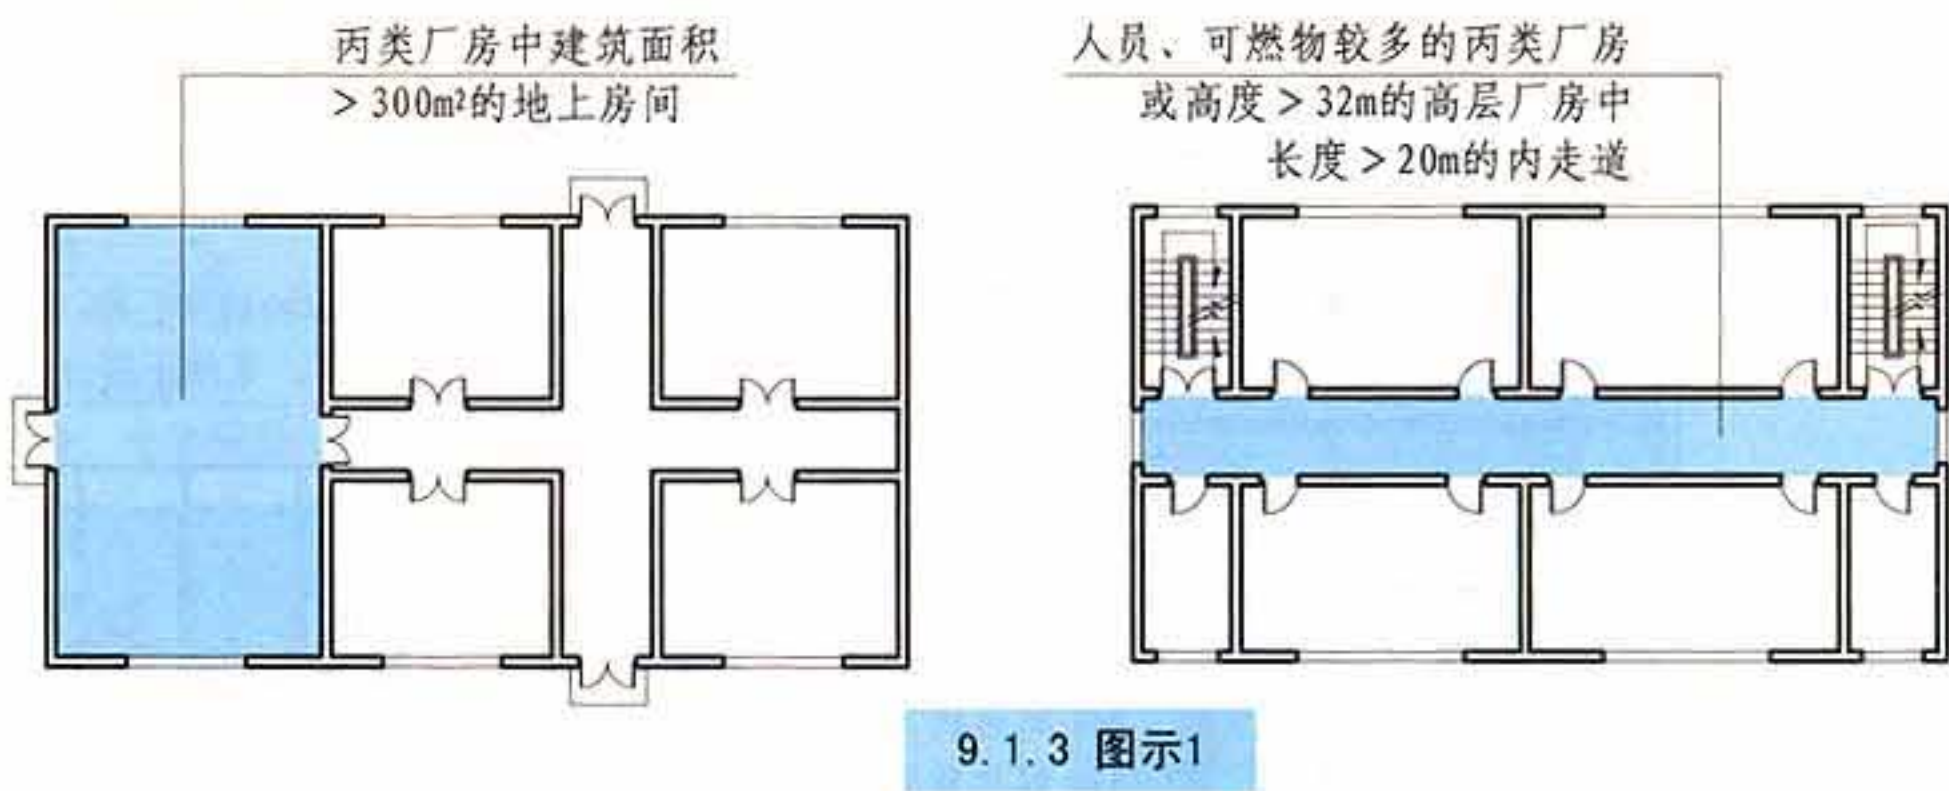 丙类厂房中建筑面积
>300m²的地上房间
人员、可燃物较多的丙类厂房
或高度>32m的高层厂房中
长度>20m的内走道
9.1.3 图示1